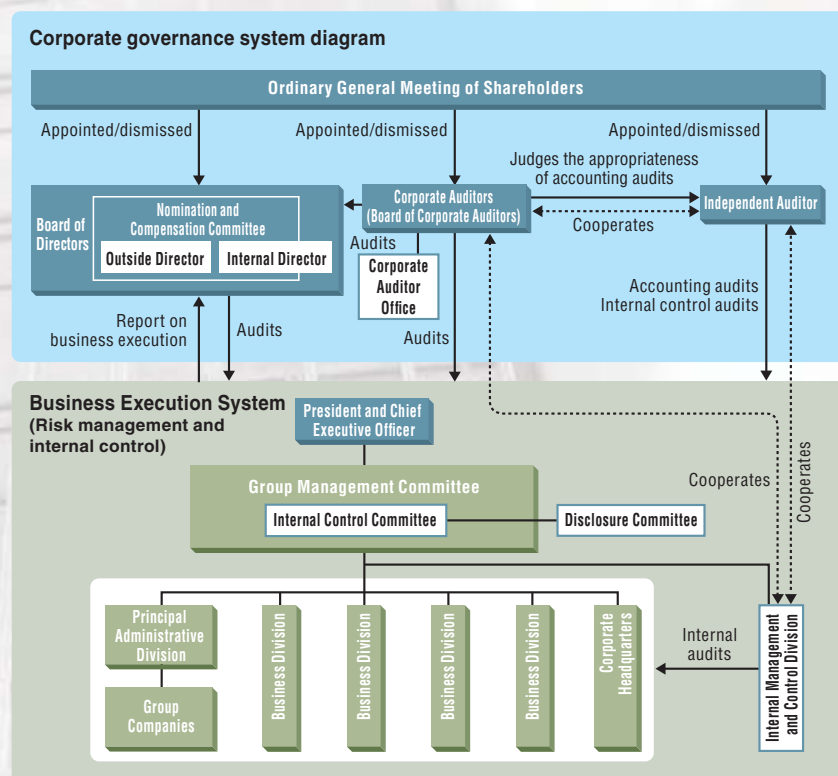 Corporate governance system diagram
Ordinary General Meeting of Shareholders
Appointed/dismissed
Appointed/dismissed
Appointed/dismissed
Judges the appropriateness
of accounting audits
Board of
Directors
Nomination and
Compensation Committee
Outside Director
Internal Director
Corporate Auditors
(Board of Corporate Auditors)
Independent Auditor
Cooperates
Audits
Corporate
Auditor
Office
Accounting audits
Internal control audits
Report on
business execution
Audits
Audits
Business Execution System
(Risk management and
internal control)
President and Chief
Executive Officer
Group Management Committee
Internal Control Committee
Disclosure Committee
Cooperates
Cooperates
Principal
Administrative
Division
Group
Companies
Business Division
Business Division
Business Division
Business Division
Corporate
Headquarters
Internal
audits
Internal Management
and Control Division